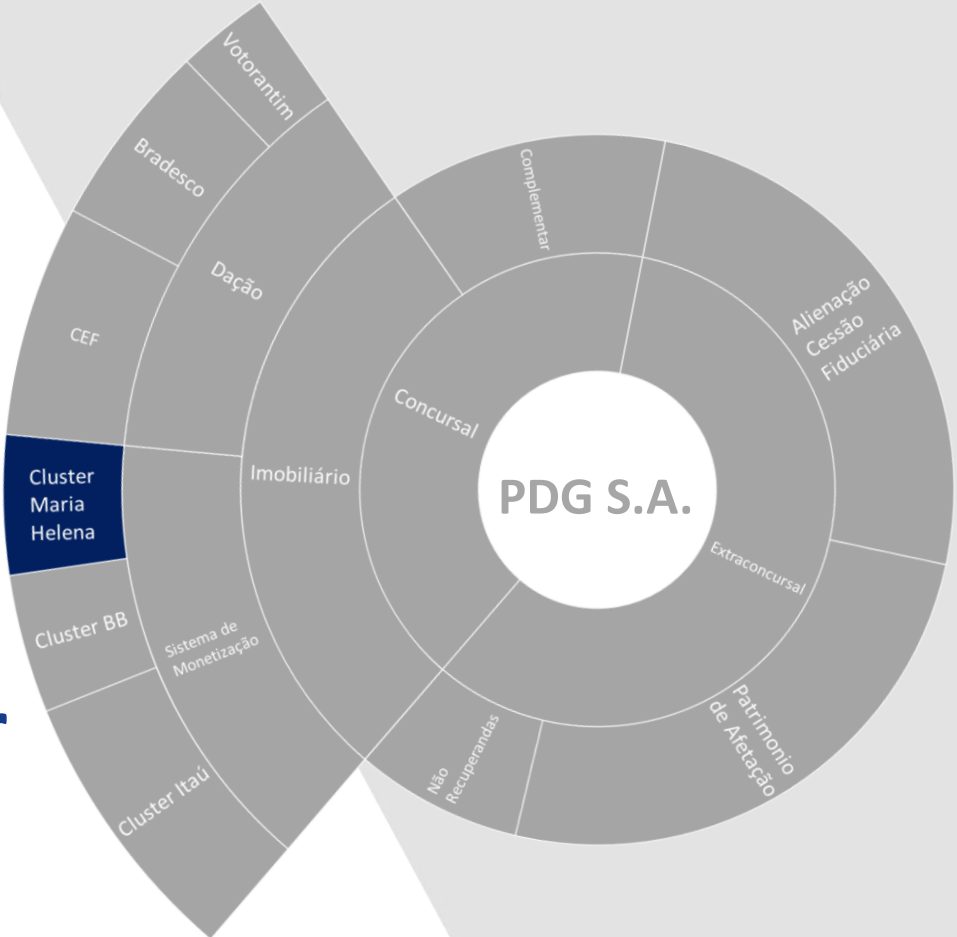 Votorantim
Bradesco
CEF
Dação
Cluster
Maria
Helena
Cluster BB
Cluster Itaú
Sistema de
Monetização
Imobiliário
Concursal
Complementar
PDG S.A.
Alienação
Cessão
Fiduciária
Extraconcursal
Patrimonio
de Afetação
Não
Recuperandas